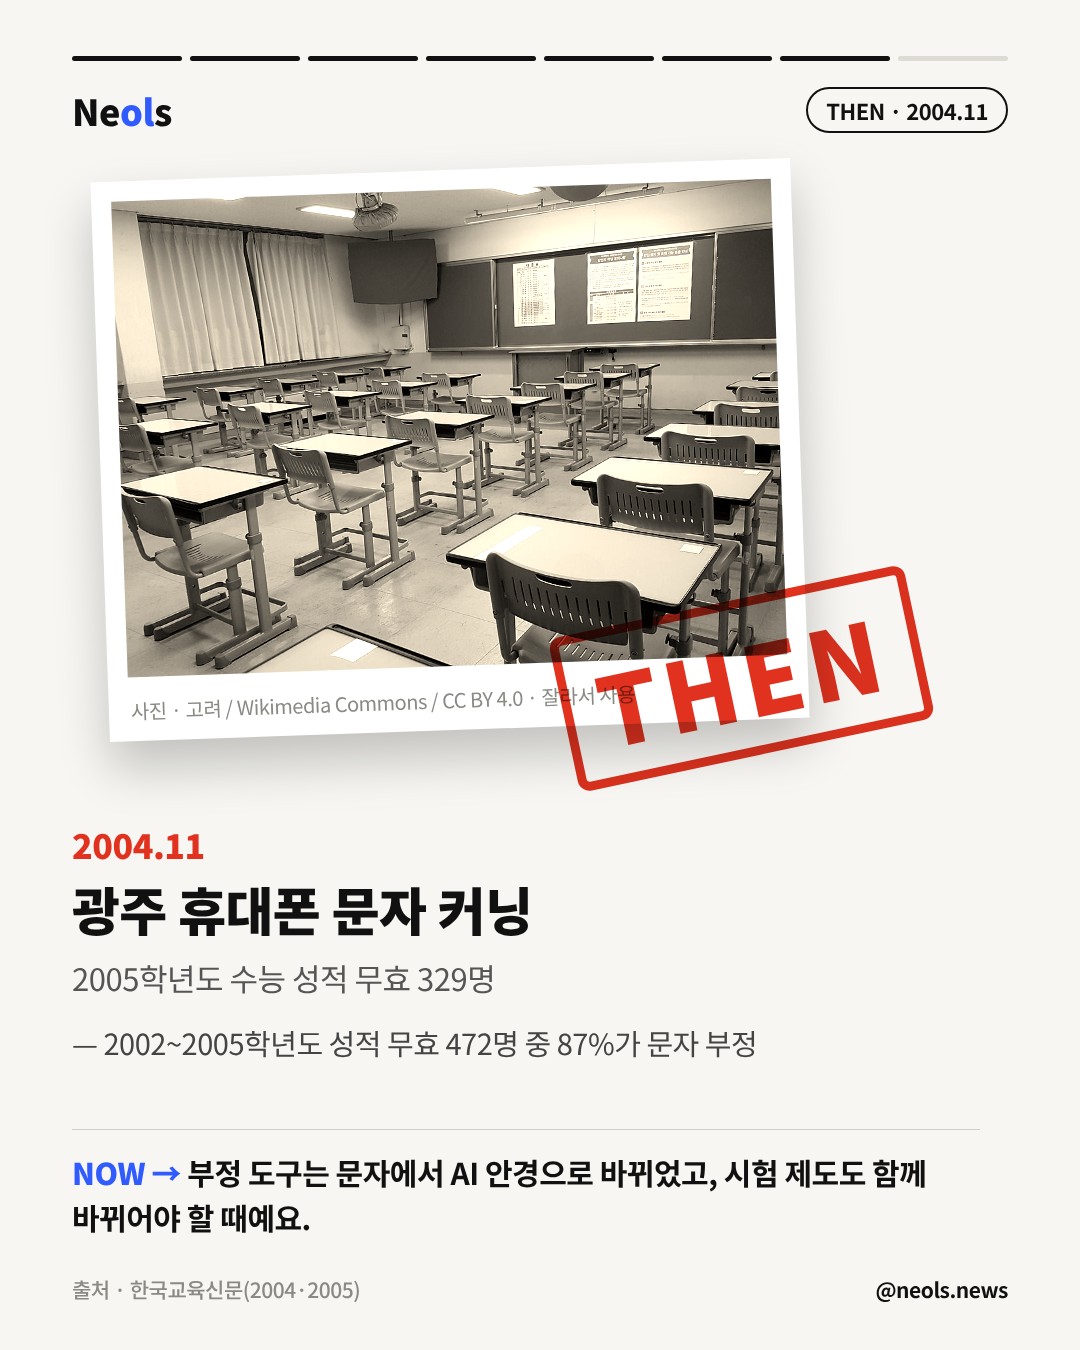 Neols
THEN · 2004.11
사진 · 고려 / Wikimedia Commons / CC BY 4.0 · 잘라서 사용
THEN
2004.11
광주 휴대폰 문자 커닝
2005학년도 수능 성적 무효 329명
— 2002~2005학년도 성적 무효 472명 중 87%가 문자 부정
NOW → 부정 도구는 문자에서 AI 안경으로 바뀌었고, 시험 제도도 함께
바뀌어야 할 때예요.
출처 · 한국교육신문(2004·2005)
@neols.news